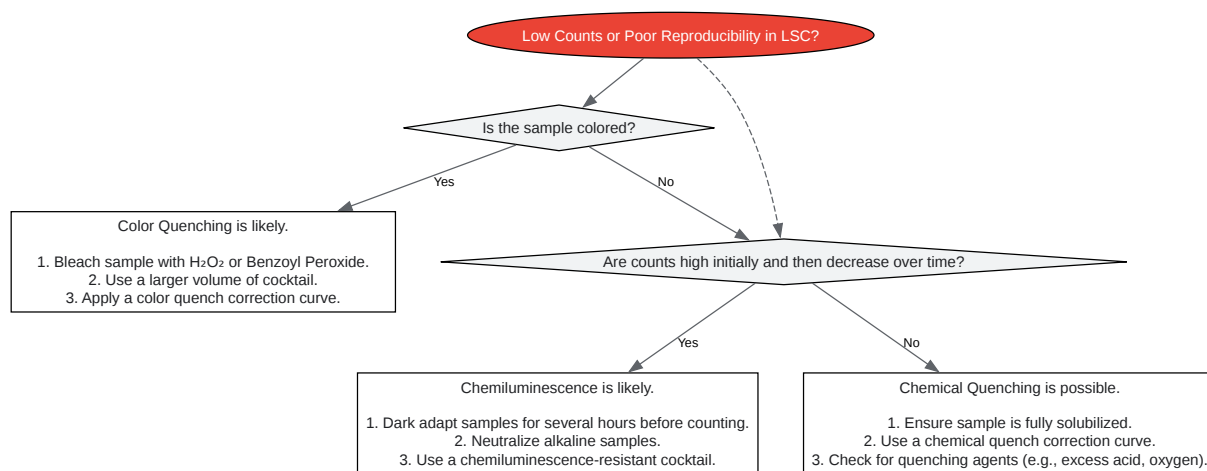 Low Counts or Poor Reproducibility in LSC?
Is the sample colored?
Yes
No
Color Quenching is likely.
1. Bleach sample with H₂O₂ or Benzoyl Peroxide.
2. Use a larger volume of cocktail.
3. Apply a color quench correction curve.
Are counts high initially and then decrease over time?
Yes
No
Chemiluminescence is likely.
1. Dark adapt samples for several hours before counting.
2. Neutralize alkaline samples.
3. Use a chemiluminescence-resistant cocktail.
Chemical Quenching is possible.
1. Ensure sample is fully solubilized.
2. Use a chemical quench correction curve.
3. Check for quenching agents (e.g., excess acid, oxygen).